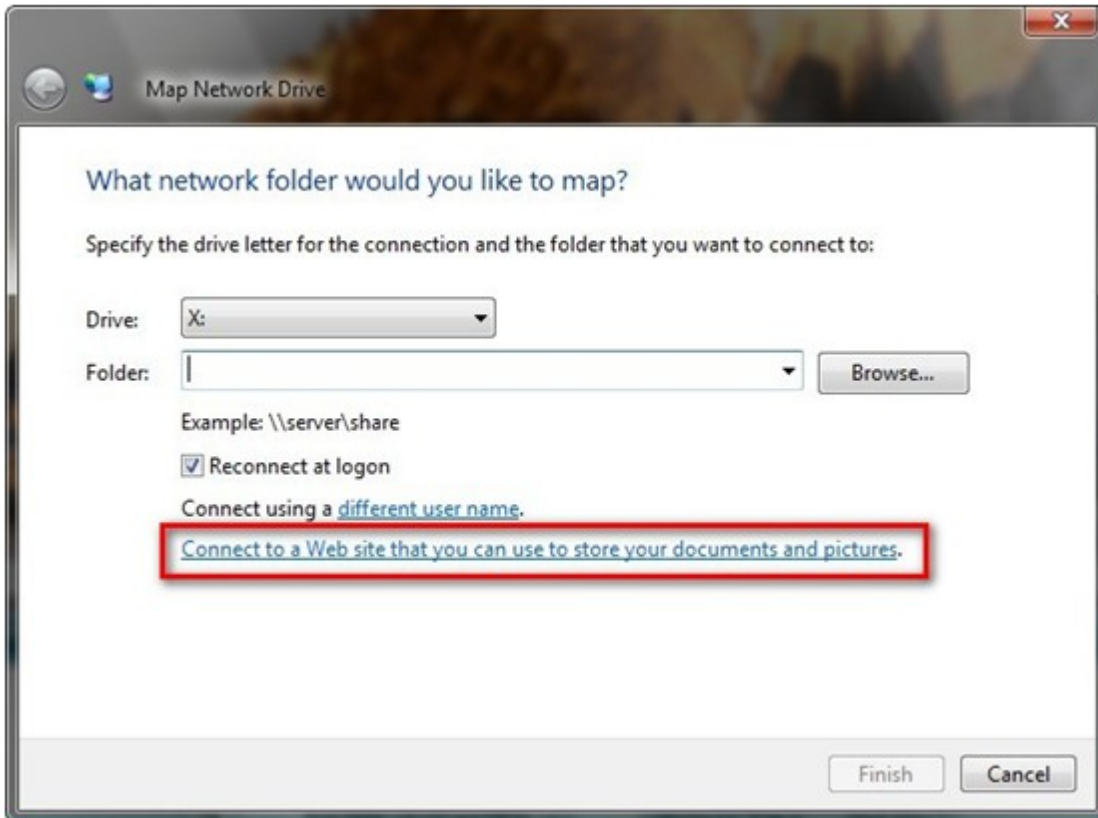 Map Network Drive
What network folder would you like to map?
Specify the drive letter for the connection and the folder that you want to connect to:
Drive: X:
Folder: Browse...
Example: \\server\share
Reconnect at logon
Connect using a different user name.
Connect to a Web site that you can use to store your documents and pictures.
Finish Cancel